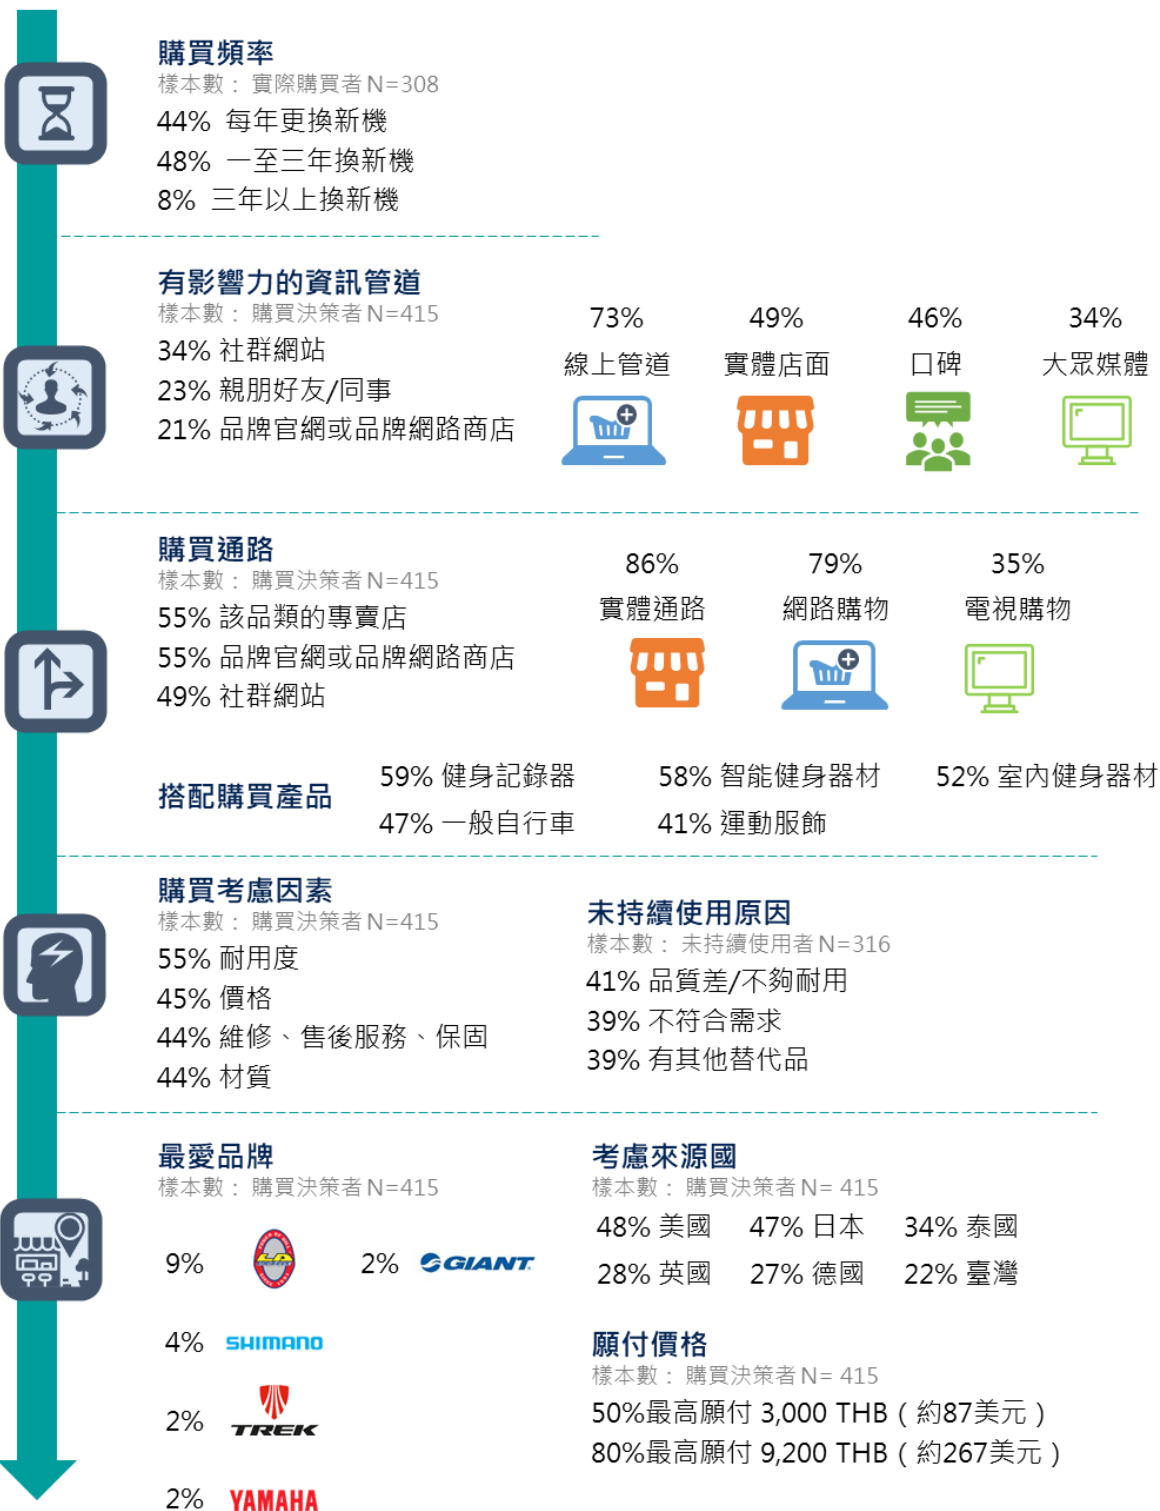 購買頻率
樣本數：實際購買者N=308
44% 每年更換新機
48% 一至三年換新機
8% 三年以上換新機
有影響力的資訊管道
樣本數：購買決策者N=415
34% 社群網站
23% 親朋好友/同事
21% 品牌官網或品牌網路商店
73% 49% 46% 34%
線上管道 實體店面 口碑 大眾媒體
購買通路
樣本數：購買決策者N=415
55% 該品類的專賣店
55% 品牌官網或品牌網路商店
49% 社群網站
86% 79% 35%
實體通路 網路購物 電視購物
搭配購買產品
59% 健身記錄器 58% 智能健身器材 52% 室內健身器材
47% 一般自行車 41% 運動服飾
購買考慮因素
樣本數：購買決策者N=415
55% 耐用度
45% 價格
44% 維修、售後服務、保固
44% 材質
未持續使用原因
樣本數：未持續使用者N=316
41% 品質差/不夠耐用
39% 不符合需求
39% 有其他替代品
最愛品牌
樣本數：購買決策者N=415
9% LA 2% GIANT
4% SHIMANO
2% TREK
2% YAMAHA
考慮來源國
樣本數：購買決策者N= 415
48% 美國 47% 日本 34% 泰國
28% 英國 27% 德國 22% 臺灣
願付價格
樣本數：購買決策者N= 415
50%最高願付 3,000 THB（約87美元）
80%最高願付 9,200 THB（約267美元）